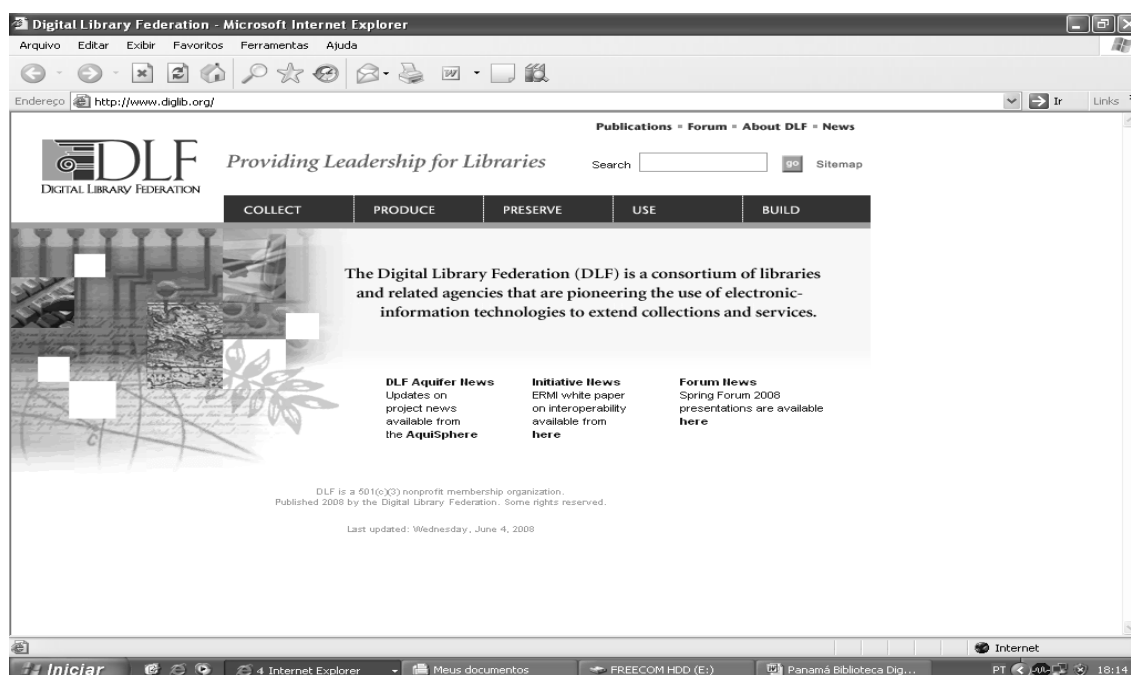 Digital Library Federation - Microsoft Internet Explorer
Arquivo Editar Exibir Favoritos Ferramentas Ajuda
Endereço http://www.diglib.org/ Ir Links
Publications Forum About DLF News
DLF
DIGITAL LIBRARY FEDERATION
Providing Leadership for Libraries
Search go Sitemap
COLLECT PRODUCE PRESERVE USE BUILD
The Digital Library Federation (DLF) is a consortium of libraries
and related agencies that are pioneering the use of electronic-
information technologies to extend collections and services.
DLF Aquifer News
Updates on
project news
available from
the AquiSphere
Initiative News
ERMI white paper
on interoperability
available from
here
Forum News
Spring Forum 2008
presentations are available
here
DLF is a 501(c)(3) nonprofit membership organization.
Published 2008 by the Digital Library Federation. Some rights reserved.
Last updated: Wednesday, June 4, 2008
Internet
Iniciar 4 Internet Explorer Meus documentos FREECOM HDD (E:) Panamá Biblioteca Dig... PT 18:14